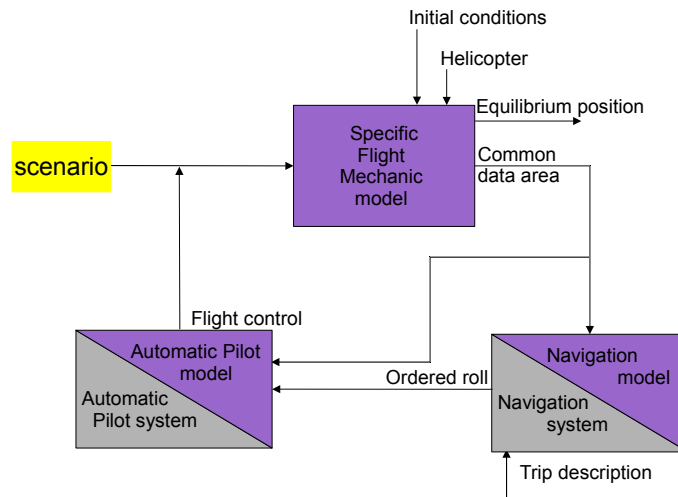 Initial conditions
Helicopter
Equilibrium position
Specific
Flight
Mechanic
model
Common
data area
scenario
Flight control
Automatic Pilot
model
Automatic
Pilot system
Ordered roll
Navigation
model
Navigation
system
Trip description